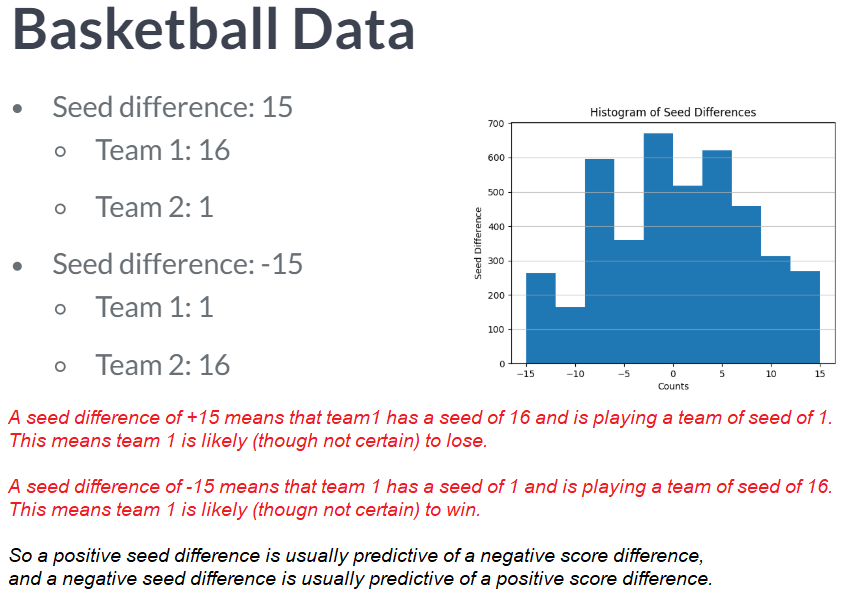 Basketball Data
• Seed difference: 15
○ Team 1: 16
○ Team 2: 1
• Seed difference: -15
○ Team 1: 1
○ Team 2: 16
Histogram of Seed Differences
Seed Difference
700
600
500
400
300
200
100
0
−15 −10 −5 0 5 10 15
Counts
A seed difference of +15 means that team1 has a seed of 16 and is playing a team of seed of 1.
This means team 1 is likely (though not certain) to lose.
A seed difference of -15 means that team 1 has a seed of 1 and is playing a team of seed of 16.
This means team 1 is likely (thougn not certain) to win.
So a positive seed difference is usually predictive of a negative score difference,
and a negative seed difference is usually predictive of a positive score difference.